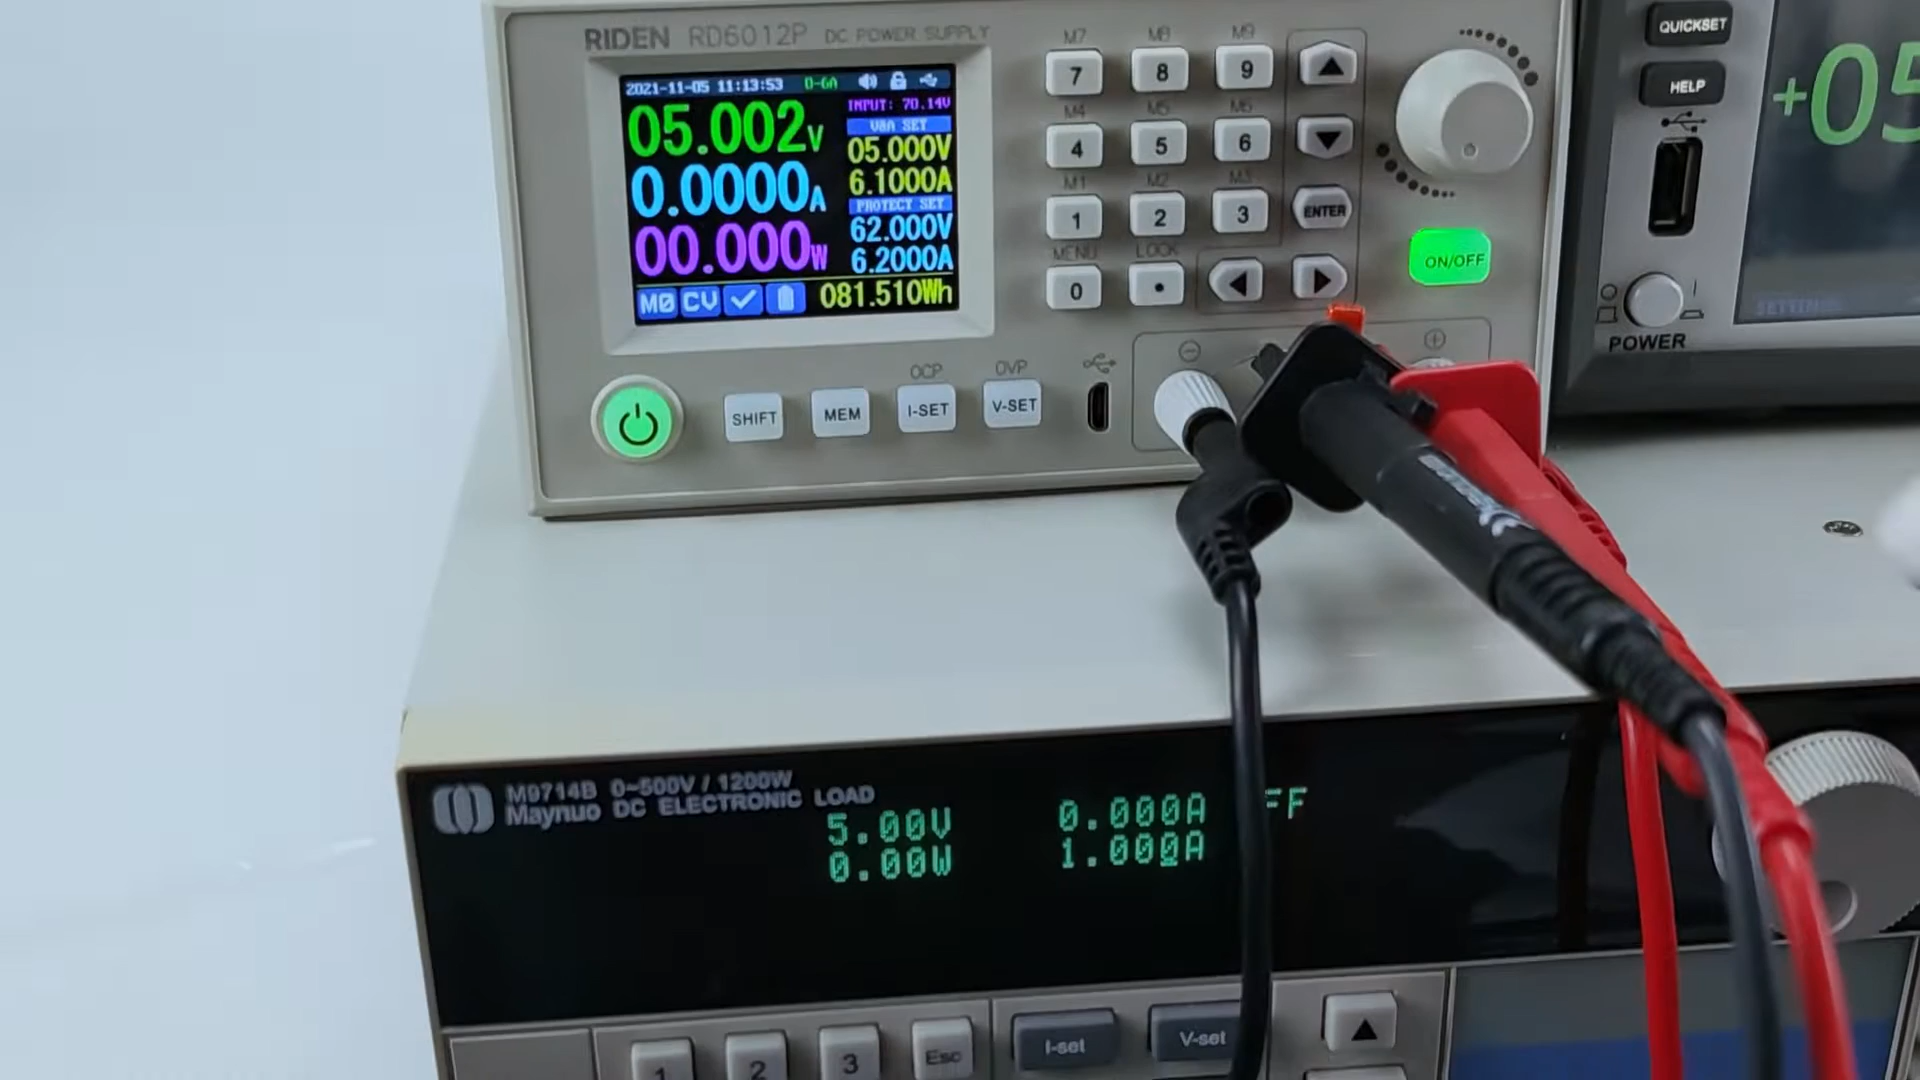 RIDEN RD6012P DC POWER SUPPLY
2021-11-05 11:13:53 0-6A
INPUT: 70.14V
05.002V
V&A SET
05.000V
0.0000A
6.1000A
PROTECT SET
62.000V
00.000W
6.2000A
M0 CV
081.510Wh
M7 M8 M9
7 8 9
M4 M5 M6
4 5 6
M1 M2 M3
1 2 3 ENTER
MENU LOCK
0 .
ON/OFF
OCP OVP
SHIFT MEM I-SET V-SET
QUICKSET
HELP
+05
POWER
M9714B 0~500V / 1200W
Maynuo DC ELECTRONIC LOAD
5.00V 0.000A FF
0.00W 1.000A
1 2 3 Esc I-set V-set